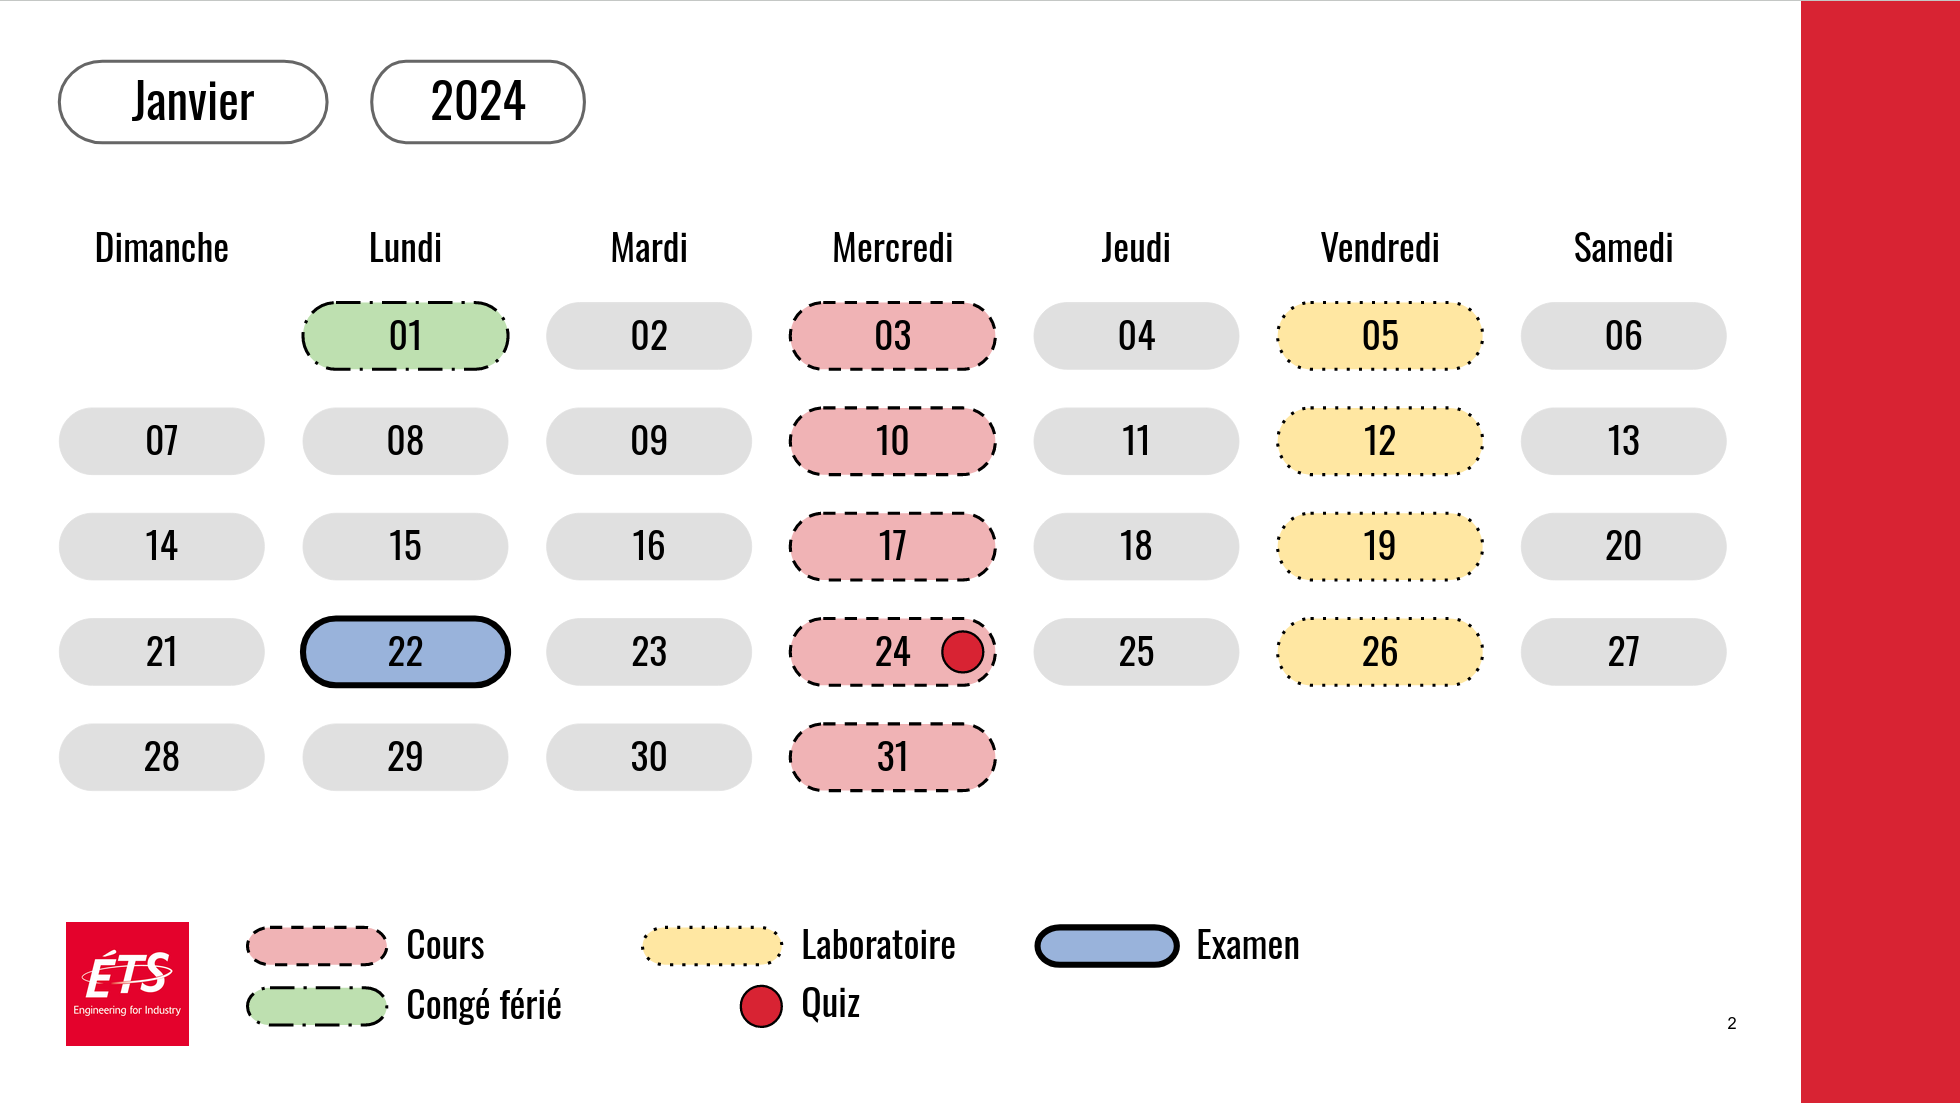 Janvier 2024
Dimanche Lundi Mardi Mercredi Jeudi Vendredi Samedi
01 02 03 04 05 06
07 08 09 10 11 12 13
14 15 16 17 18 19 20
21 22 23 24 25 26 27
28 29 30 31
ÉTS
Engineering for Industry
Cours Laboratoire Examen
Congé férié Quiz
2